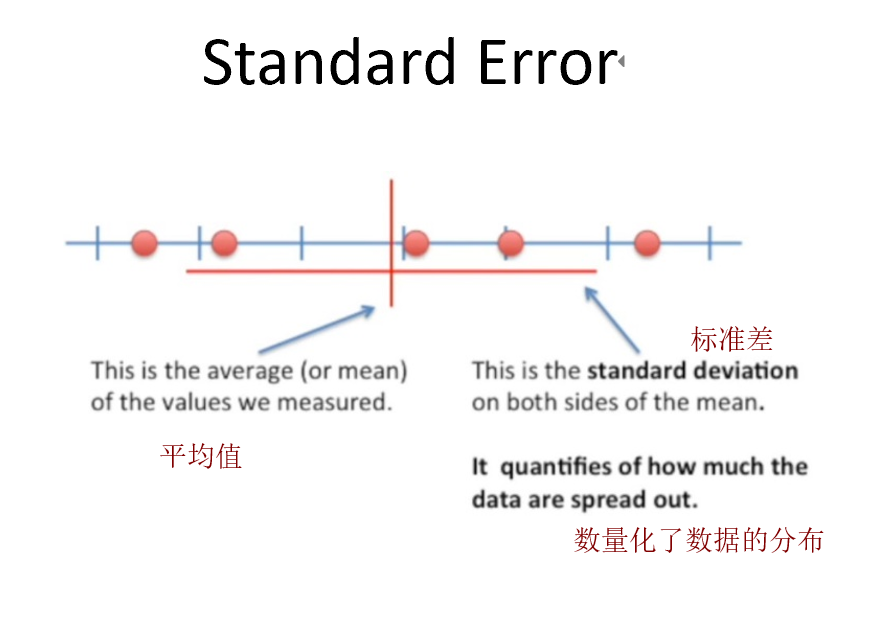 Standard Error
This is the average (or mean)
of the values we measured.
平均值
标准差
This is the standard deviation
on both sides of the mean.
It quantifies of how much the
data are spread out.
数量化了数据的分布